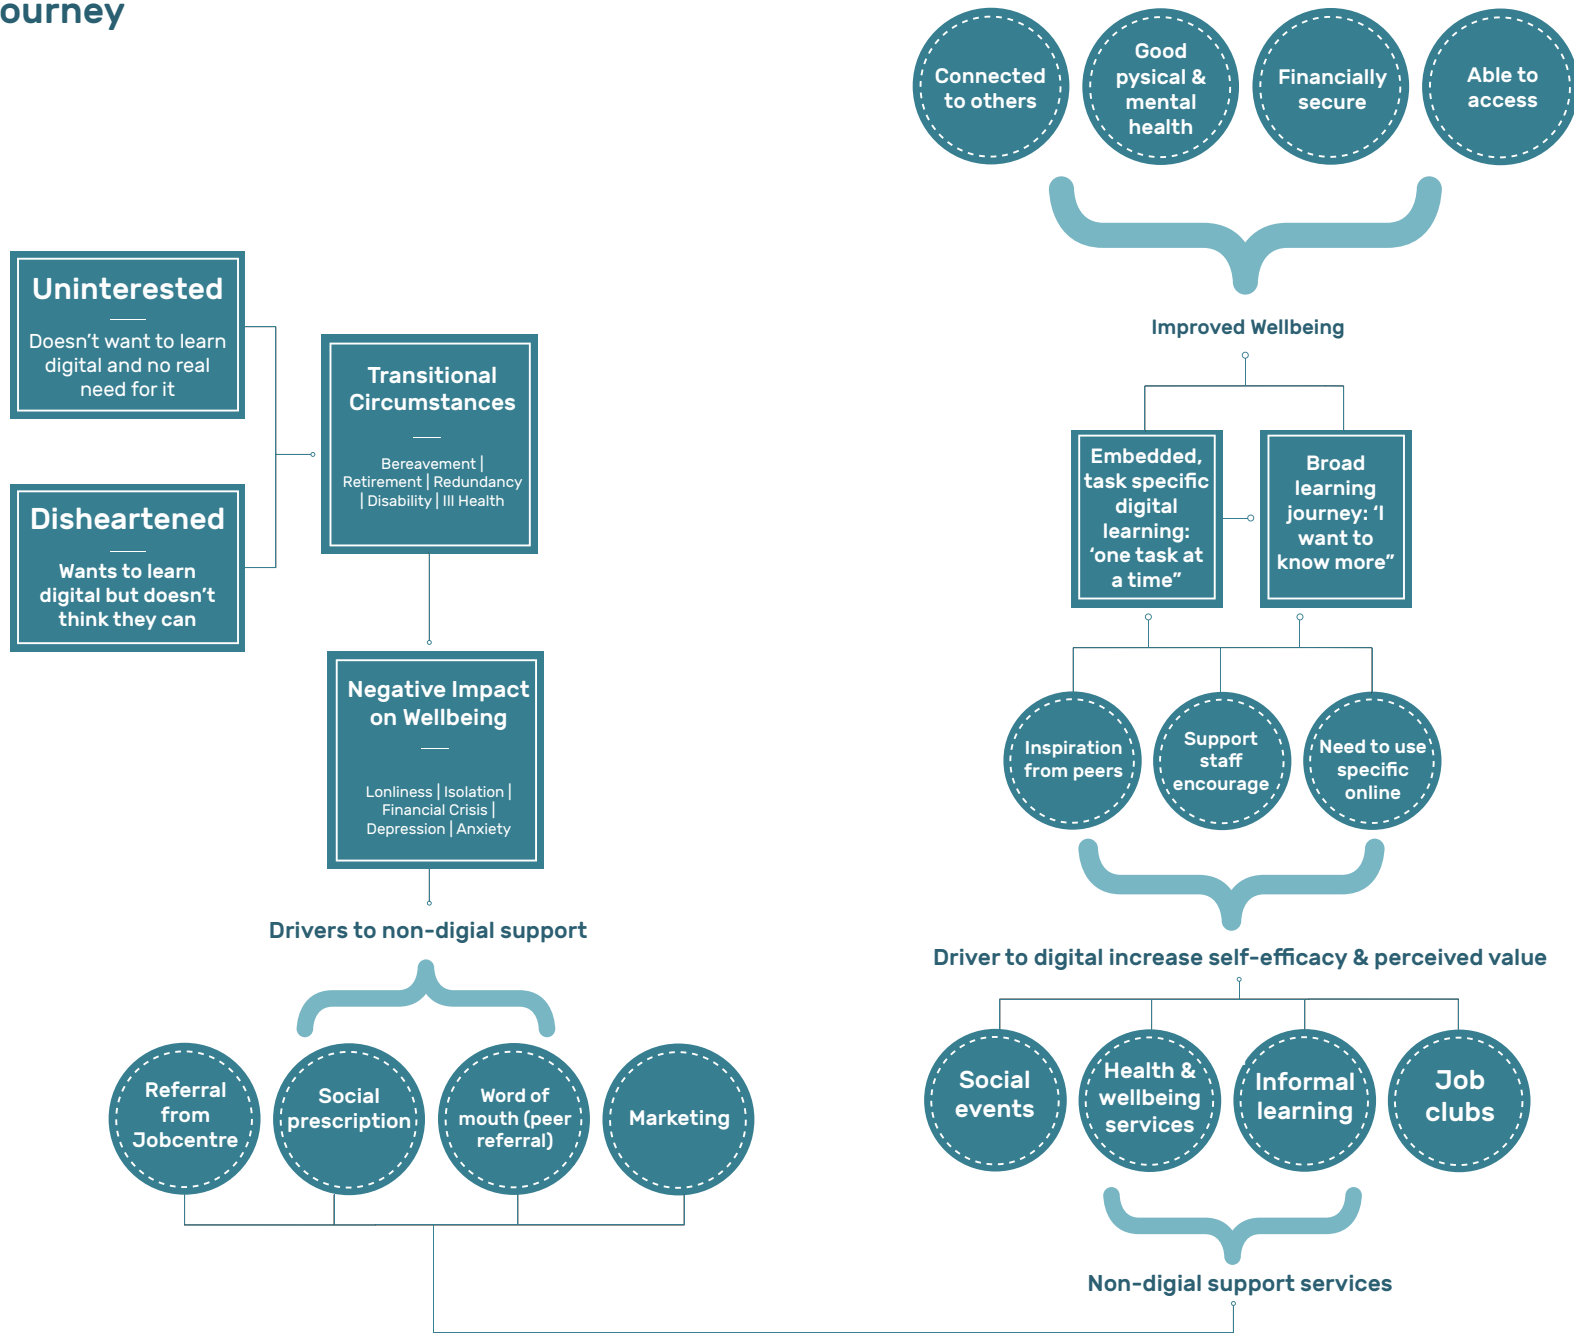 ourney
Uninterested
Doesn't want to learn
digital and no real
need for it
Disheartened
Wants to learn
digital but doesn't
think they can
Transitional
Circumstances
Bereavement |
Retirement | Redundancy
| Disability | Ill Health
Negative Impact
on Wellbeing
Lonliness | Isolation |
Financial Crisis |
Depression | Anxiety
Drivers to non-digial support
Referral
from
Jobcentre
Social
prescription
Word of
mouth (peer
referral)
Marketing
Non-digial support services
Social
events
Health &
wellbeing
services
Informal
learning
Job
clubs
Driver to digital increase self-efficacy & perceived value
Inspiration
from peers
Support
staff
encourage
Need to use
specific
online
Embedded,
task specific
digital
learning:
‘one task at
a time”
Broad
learning
journey: ‘I
want to
know more”
Improved Wellbeing
Connected
to others
Good
pysical &
mental
health
Financially
secure
Able to
access